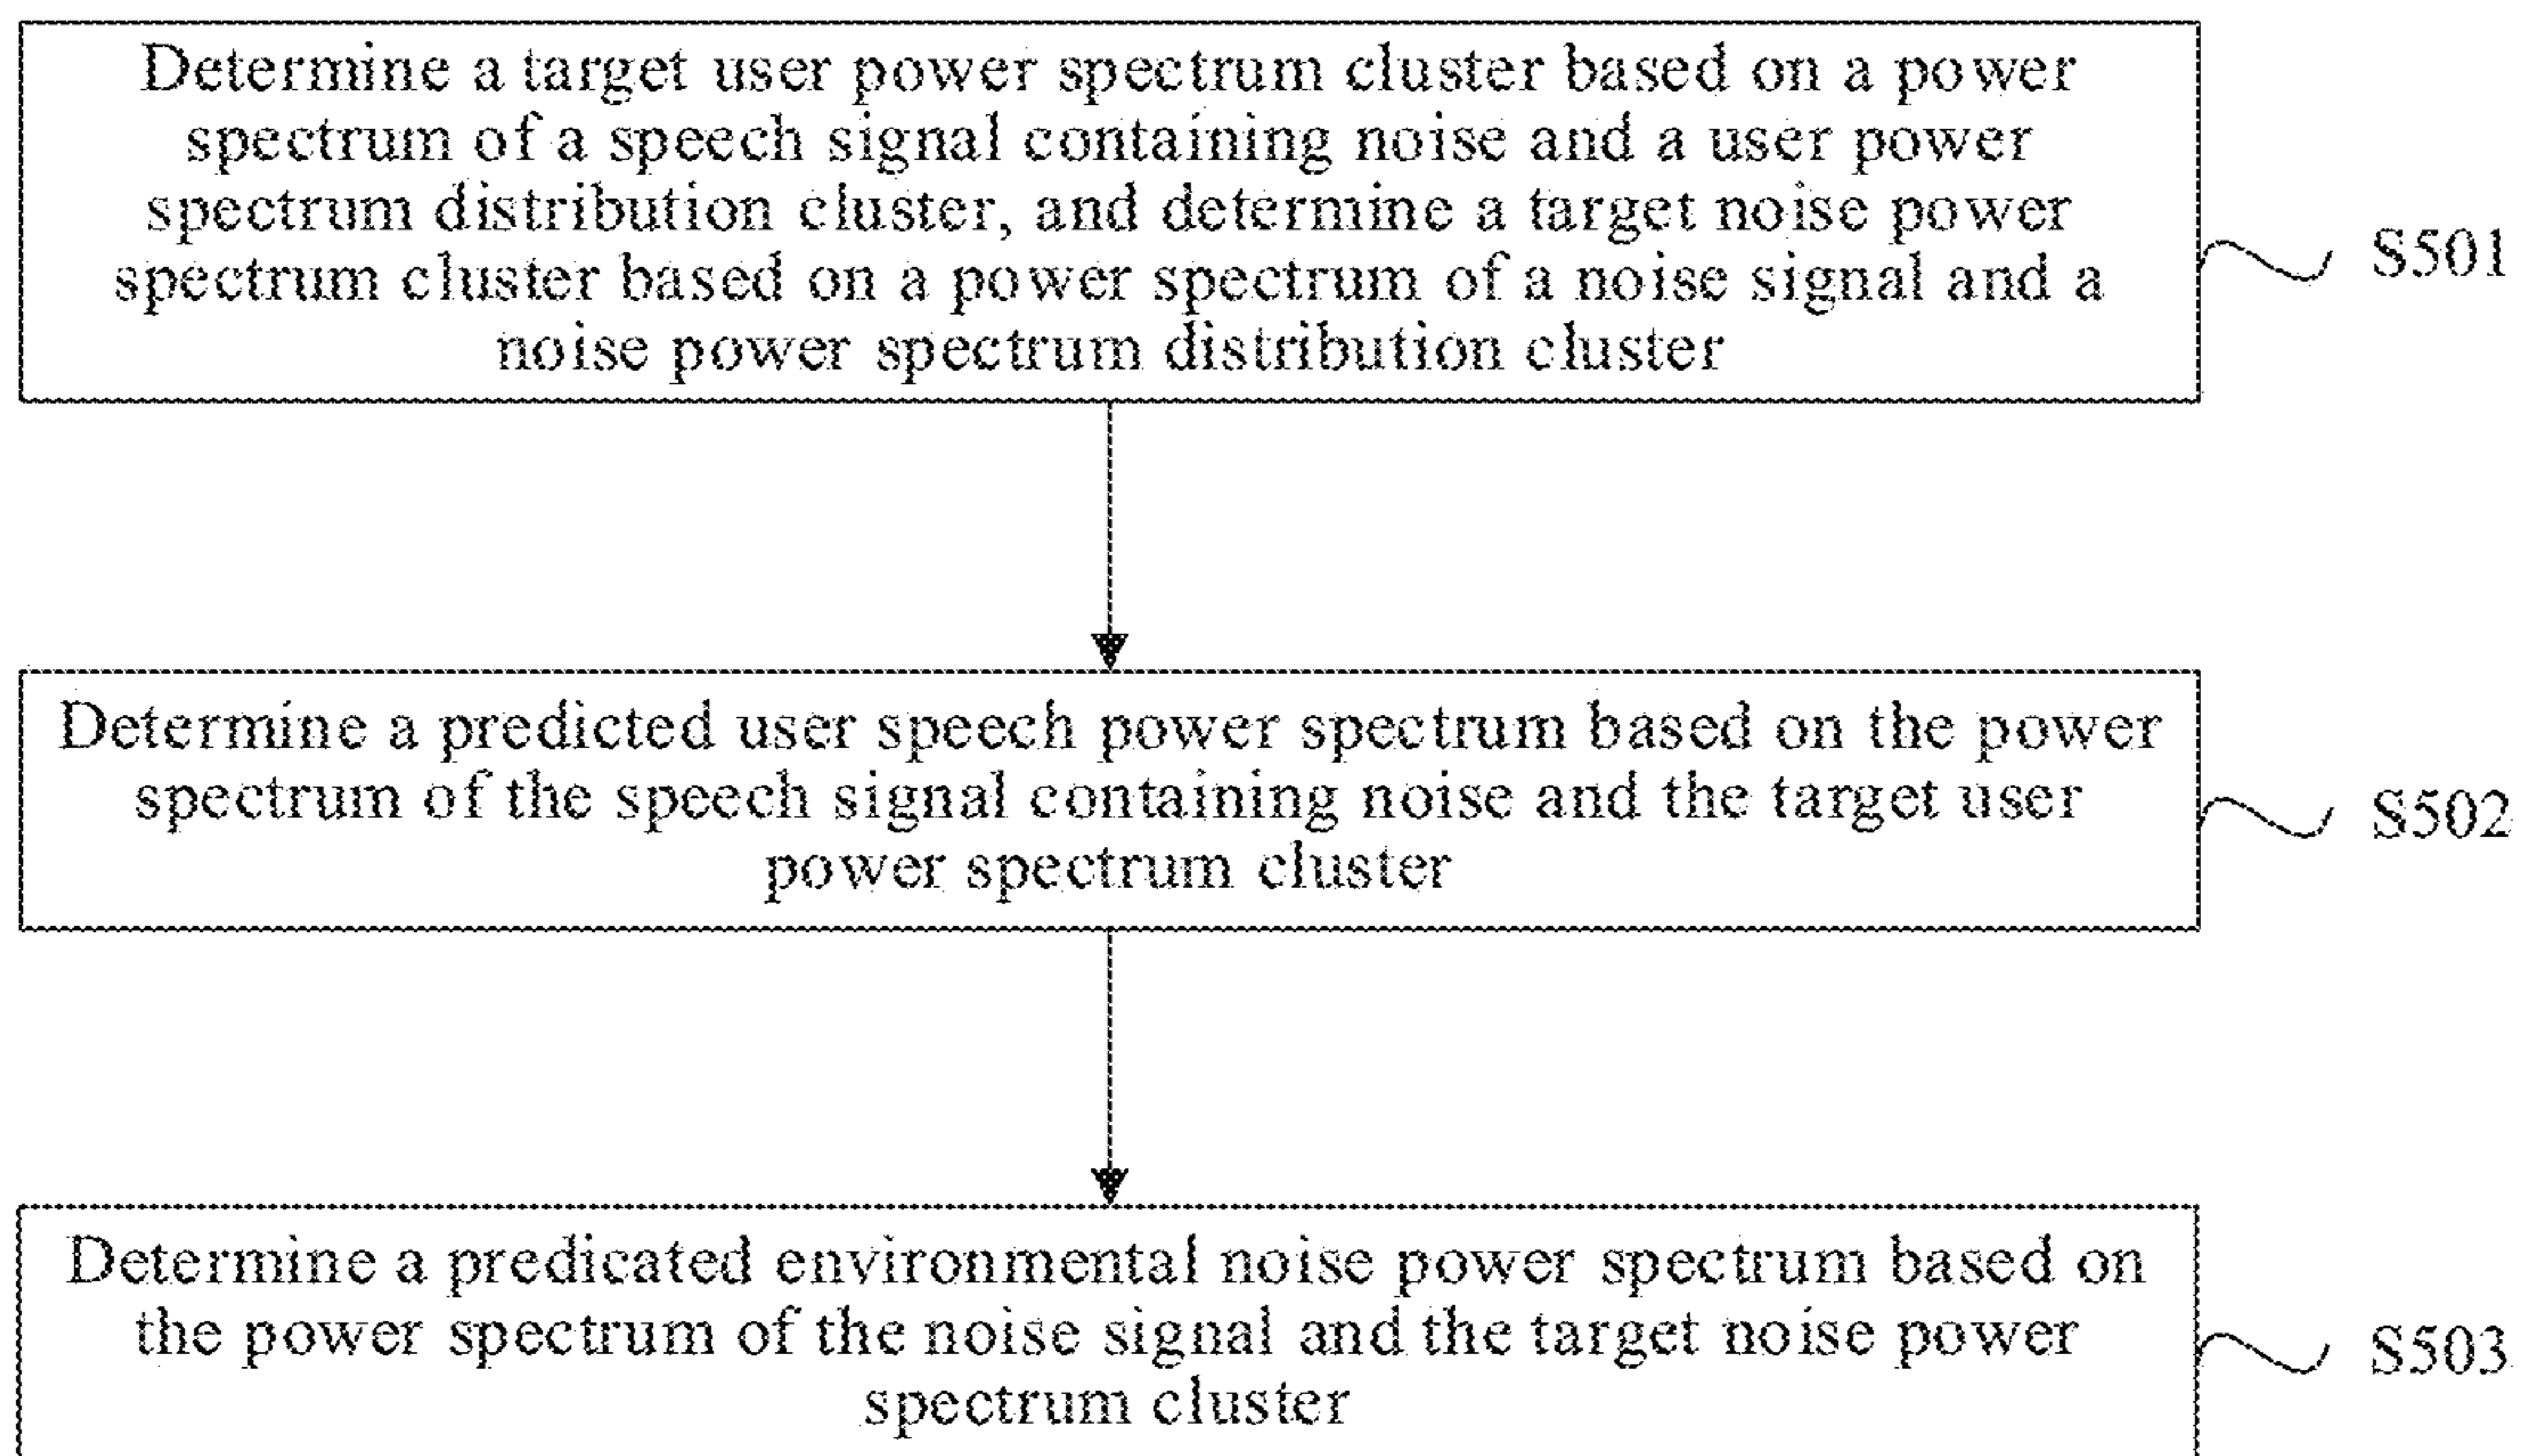 Determine a target user power spectrum cluster based on a power
spectrum of a speech signal containing noise and a user power
spectrum distribution cluster, and determine a target noise power
spectrum cluster based on a power spectrum of a noise signal and a
noise power spectrum distribution cluster
S501
Determine a predicted user speech power spectrum based on the power
spectrum of the speech signal containing noise and the target user
power spectrum cluster
S502
Determine a predicated environmental noise power spectrum based on
the power spectrum of the noise signal and the target noise power
spectrum cluster
S503